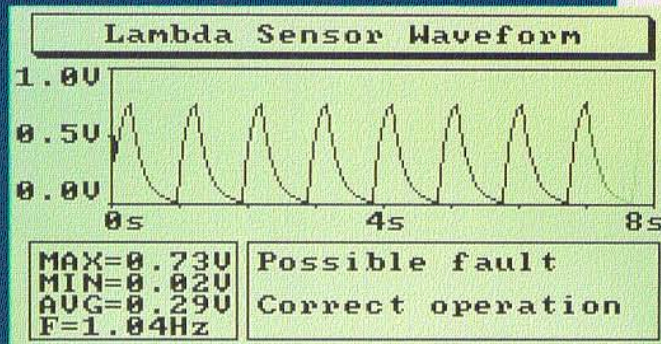 Lambda Sensor Waveform
1.0V
0.5V
0.0V
0s 4s 8s
MAX=0.73V
MIN=0.02V
AVG=0.29V
F=1.04Hz
Possible fault
Correct operation